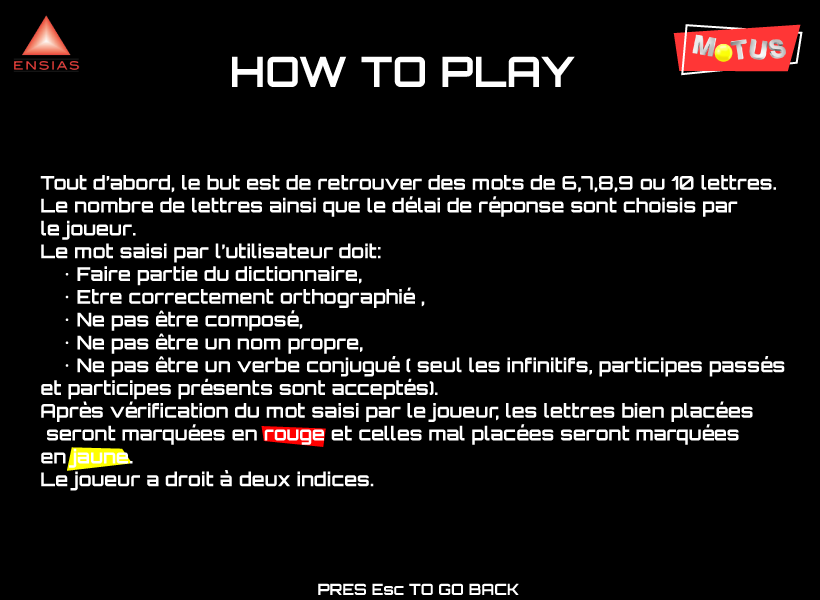 ENSIAS
MOTUS
HOW TO PLAY
Tout d'abord, le but est de retrouver des mots de 6,7,8,9 ou 10 lettres.
Le nombre de lettres ainsi que le délai de réponse sont choisis par
le joueur.
Le mot saisi par l'utilisateur doit:
· Faire partie du dictionnaire,
· Etre correctement orthographié ,
· Ne pas être composé,
· Ne pas être un nom propre,
· Ne pas être un verbe conjugué ( seul les infinitifs, participes passés
et participes présents sont acceptés).
Après vérification du mot saisi par le joueur, les lettres bien placées
seront marquées en rouge et celles mal placées seront marquées
en jaune.
Le joueur a droit à deux indices.
PRES Esc TO GO BACK